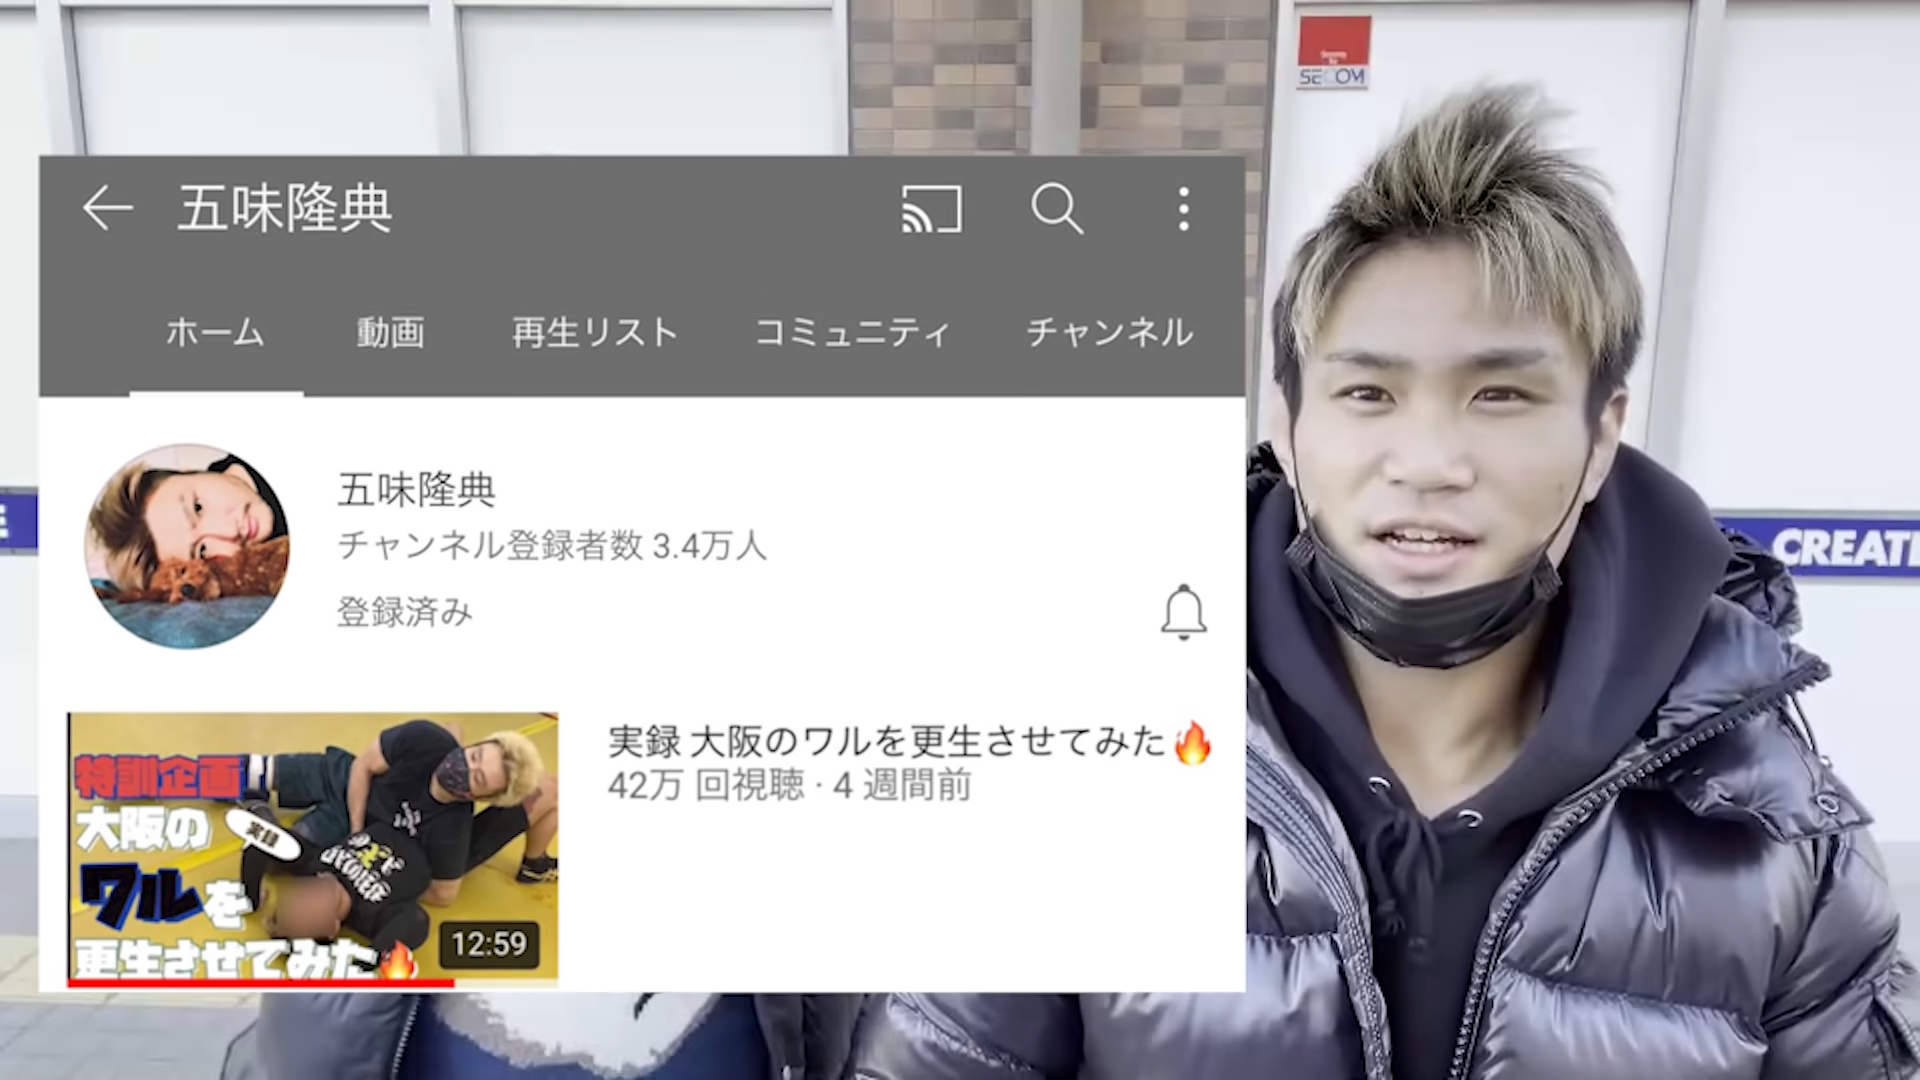 SECOM
五味隆典
ホーム 動画 再生リスト コミュニティ チャンネル
五味隆典
チャンネル登録者数 3.4万人
登録済み
CREATE
実録 大阪のワルを更生させてみた🔥
42万 回視聴・4 週間前
特訓企画
大阪の
実録
ワルを
更生させてみた🔥
12:59